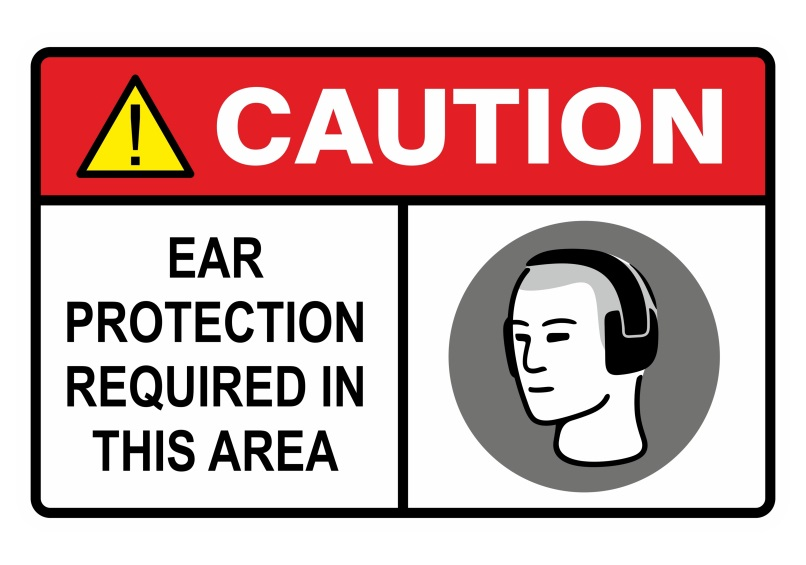 ! CAUTION
EAR
PROTECTION
REQUIRED IN
THIS AREA